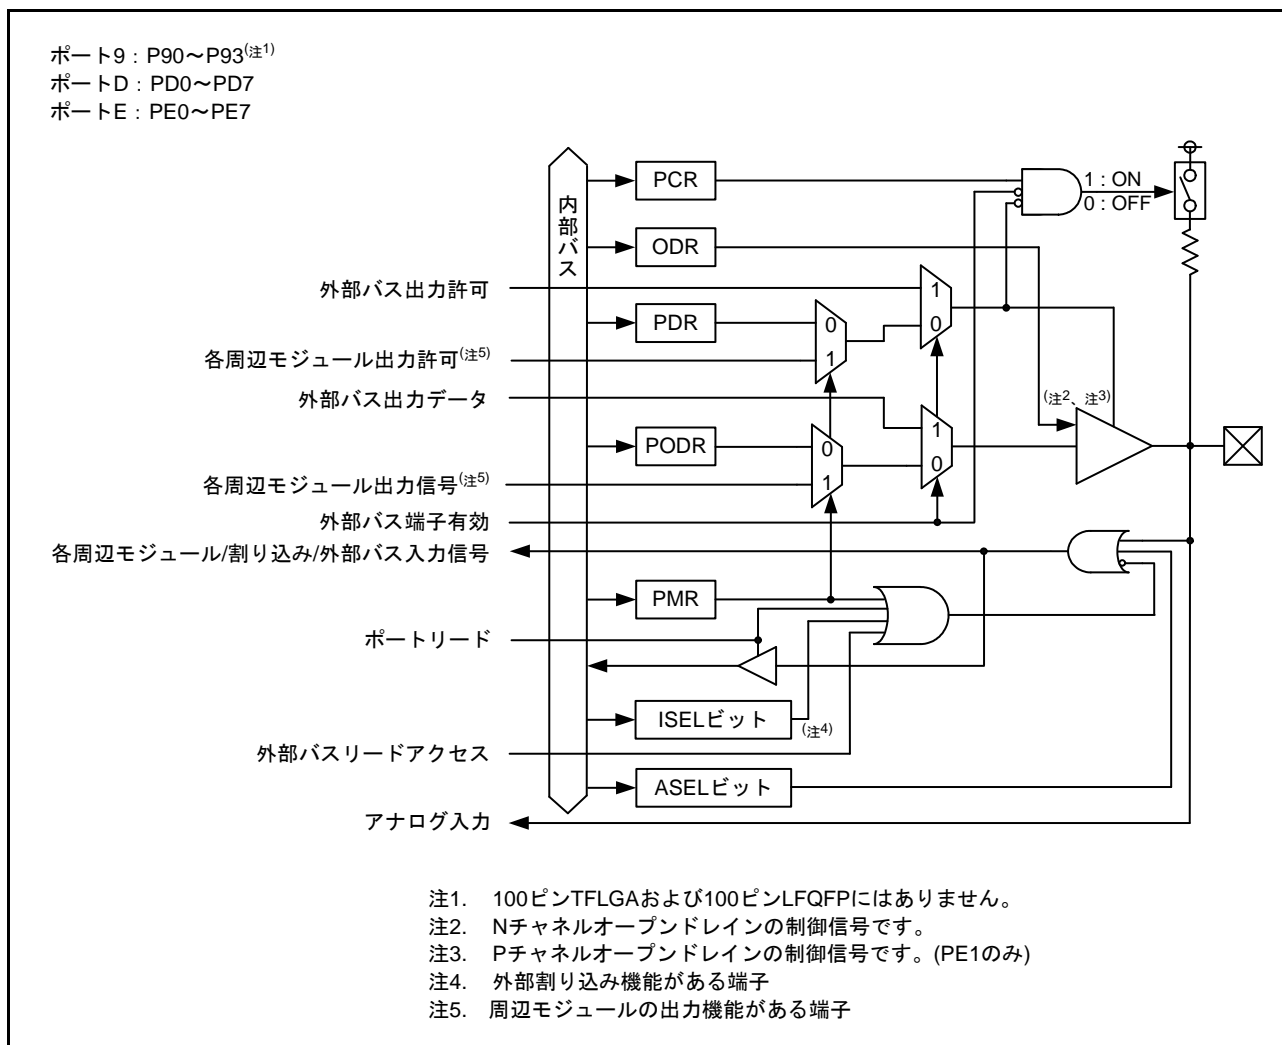 ポート9：P90～P93(注1)
ポートD：PD0～PD7
ポートE：PE0～PE7
内部バス
PCR
1 : ON
0 : OFF
ODR
外部バス出力許可
1
0
PDR
0
1
各周辺モジュール出力許可(注5)
外部バス出力データ
(注2、注3)
1
0
PODR
0
1
各周辺モジュール出力信号(注5)
外部バス端子有効
各周辺モジュール/割り込み/外部バス入力信号
PMR
ポートリード
ISELビット
(注4)
外部バスリードアクセス
ASELビット
アナログ入力
注1. 100ピンTFLGAおよび100ピンLFQFPにはありません。
注2. Nチャネルオープンドレインの制御信号です。
注3. Pチャネルオープンドレインの制御信号です。(PE1のみ)
注4. 外部割り込み機能がある端子
注5. 周辺モジュールの出力機能がある端子